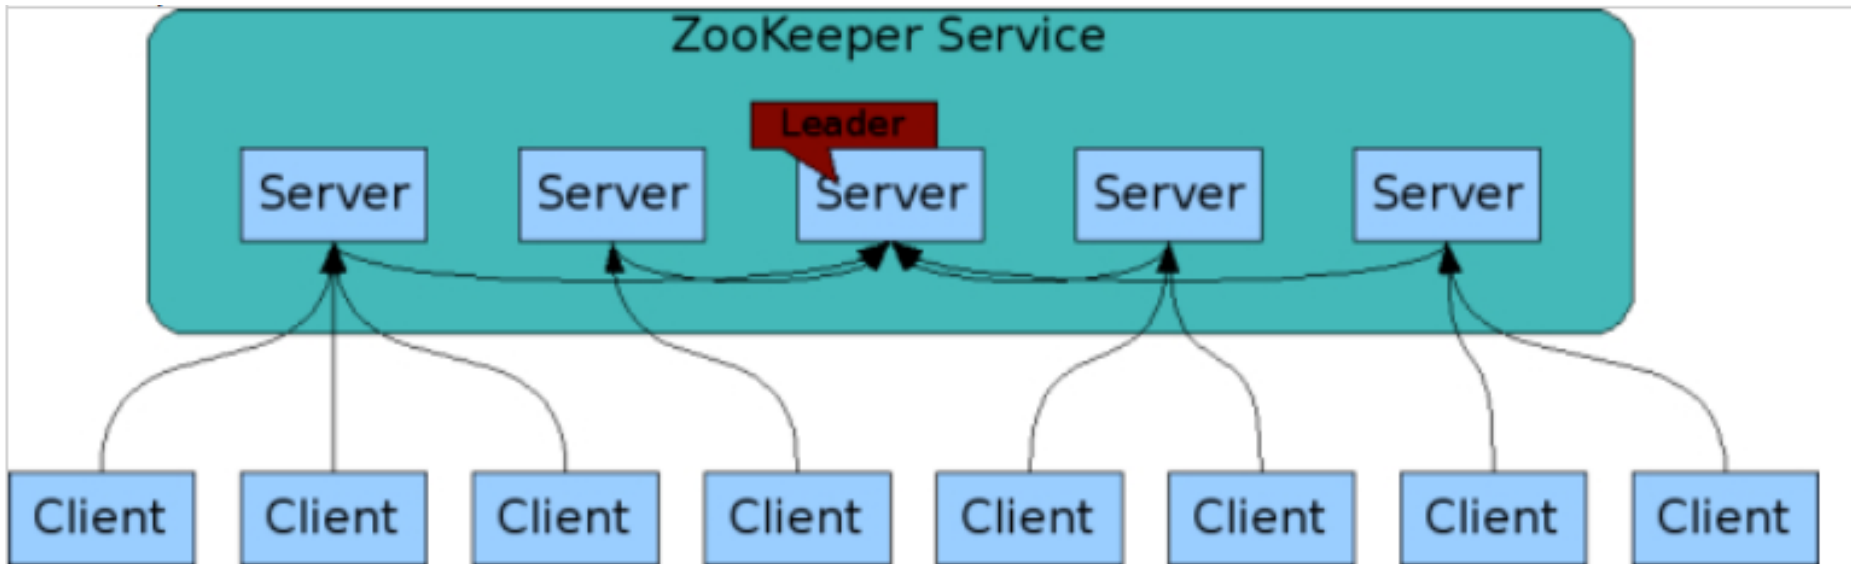 ZooKeeper Service
Leader
Server
Server
Server
Server
Server
Client
Client
Client
Client
Client
Client
Client
Client